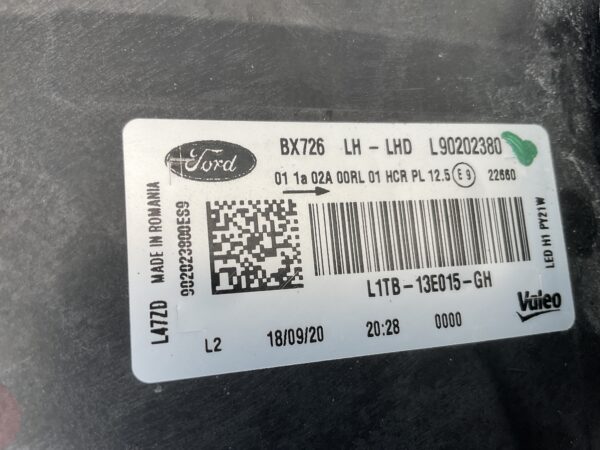 Ford
BX726 LH - LHD L90202380
01 1a 02A 00RL 01 HCR PL 12.5 E9 22660
L1TB-13E015-GH
L2 18/09/20 20:28 0000
L47ZD MADE IN ROMANIA
902023800ES9
LED H1 PY21W
Valeo